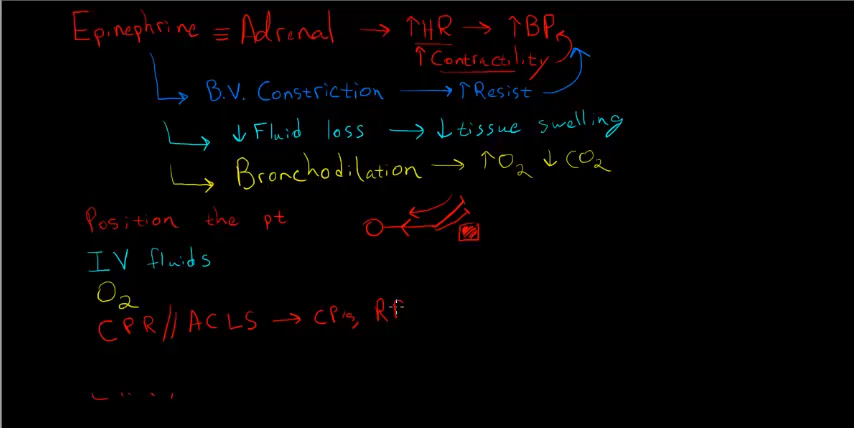 Epinephrine ≡ Adrenal → ↑HR → ↑BP
↑Contractility
B.V. Constriction → ↑Resist
↓Fluid loss → ↓tissue swelling
Bronchodilation → ↑O2 ↓CO2
Position the pt
IV fluids
O2
CPR// ACLS →